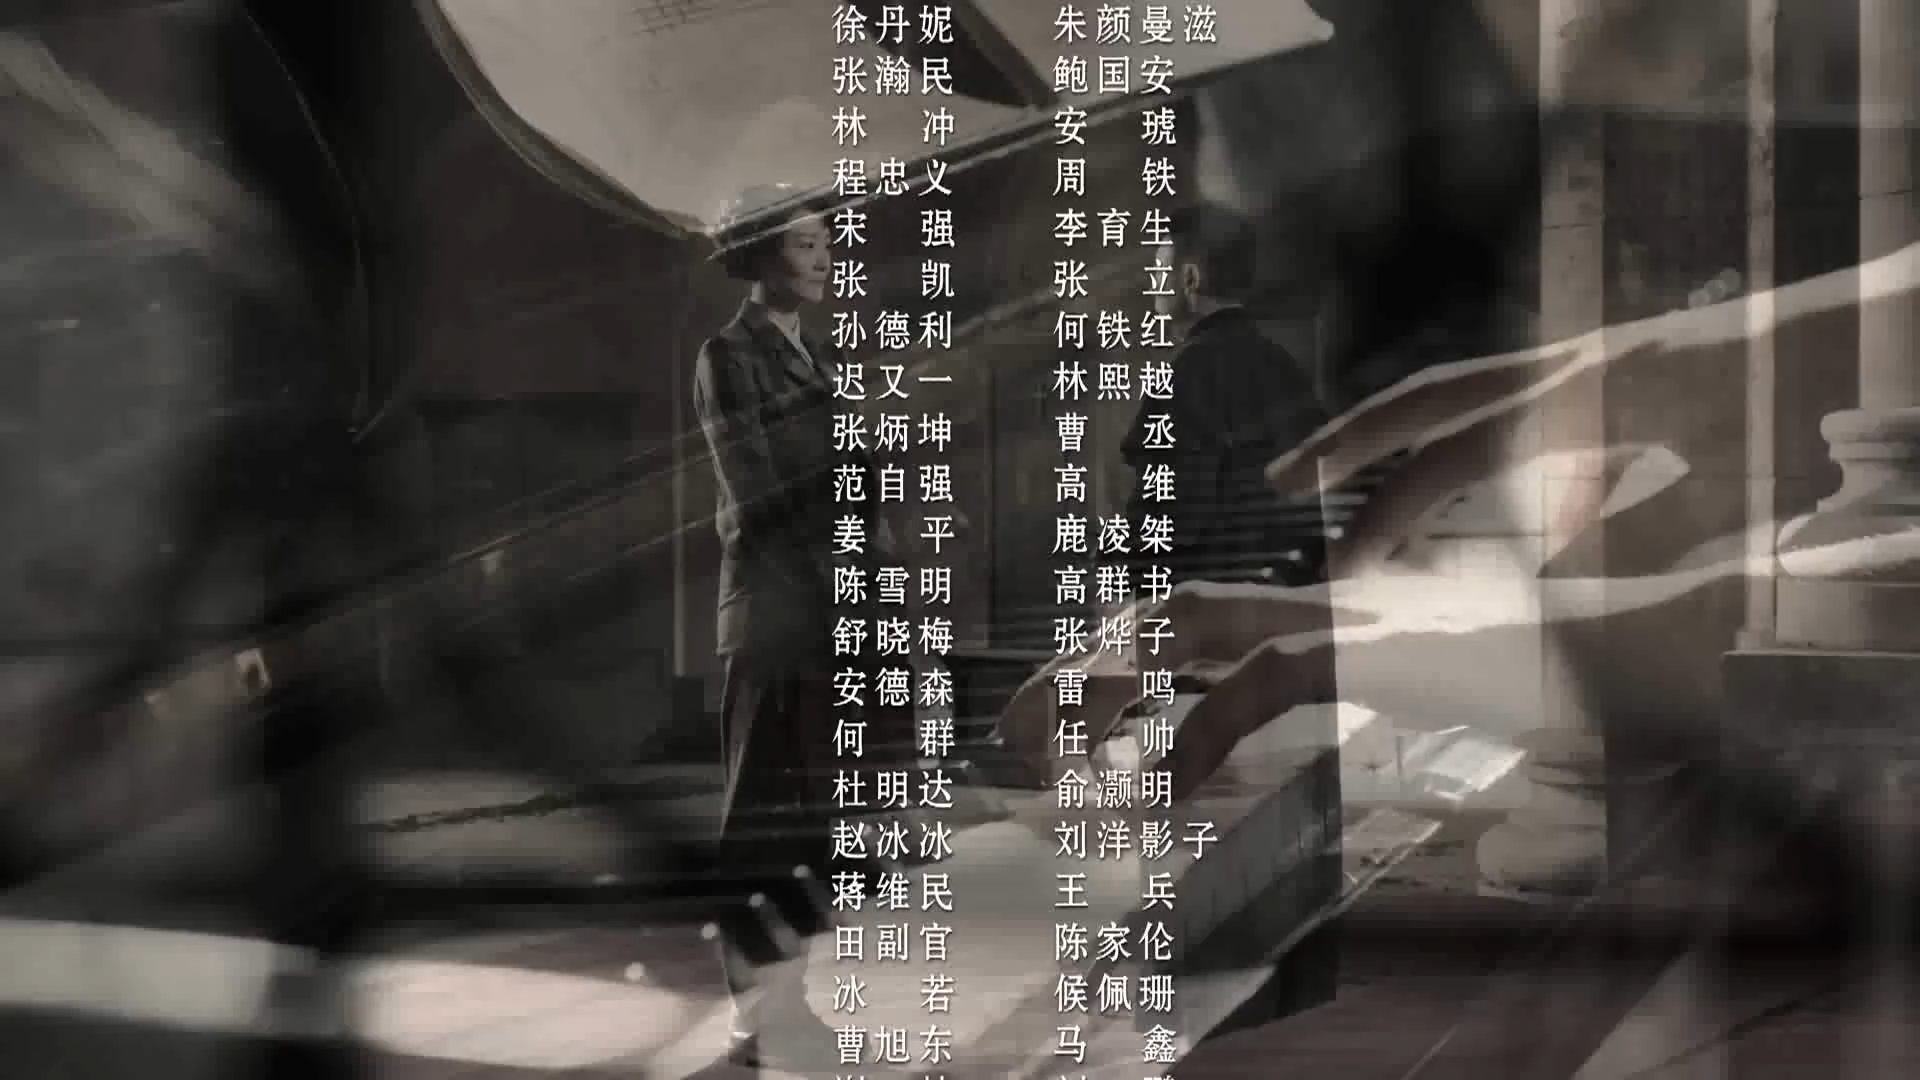 徐丹妮 朱颜曼滋
张瀚民 鲍国安
林冲 安琥
程忠义 周铁
宋强 李育生
张凯 张立
孙德利 何铁红
迟又一 林熙越
张炳坤 曹丞
范自强 高维
姜平 鹿凌桀
陈雪明 高群书
舒晓梅 张烨子
安德森 雷鸣
何群 任帅
杜明达 俞灏明
赵冰冰 刘洋影子
蒋维民 王兵
田副官 陈家伦
冰若 候佩珊
曹旭东 马鑫